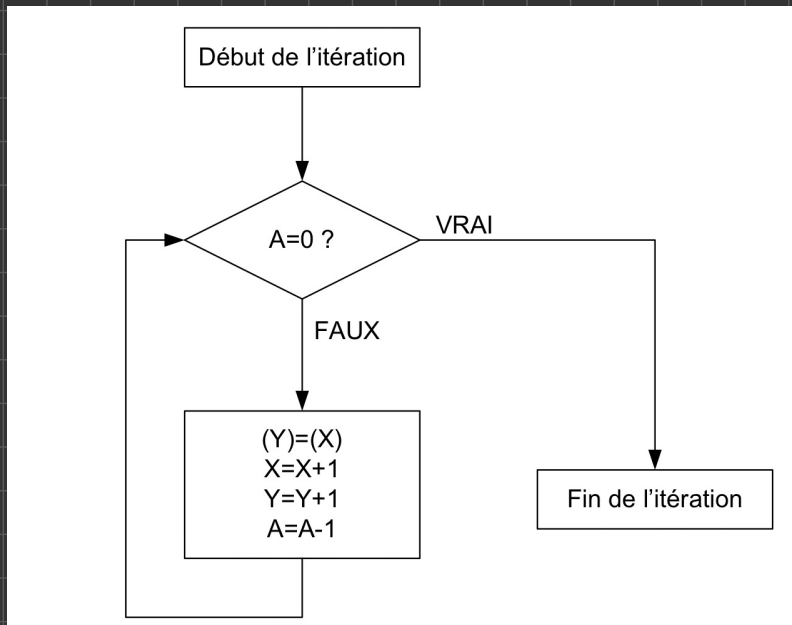 Début de l’itération
A=0 ?
VRAI
FAUX
(Y)=(X)
X=X+1
Y=Y+1
A=A-1
Fin de l’itération